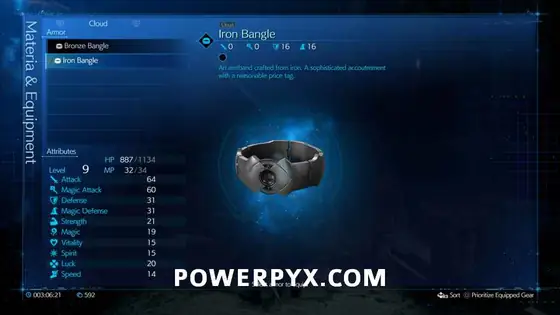 Materia & Equipment
Cloud
Armor
Bronze Bangle
Iron Bangle
Iron Bangle
0 0 16 16
An armband crafted from iron. A sophisticated accouterment
with a reasonable price tag.
Attributes
Level 9
HP 887/1134
MP 32/34
Attack 64
Magic Attack 60
Defense 31
Magic Defense 31
Strength 21
Magic 19
Vitality 15
Spirit 15
Luck 20
Speed 14
POWERPYX.COM
003:06:21 592
Sort Prioritize Equipped Gear